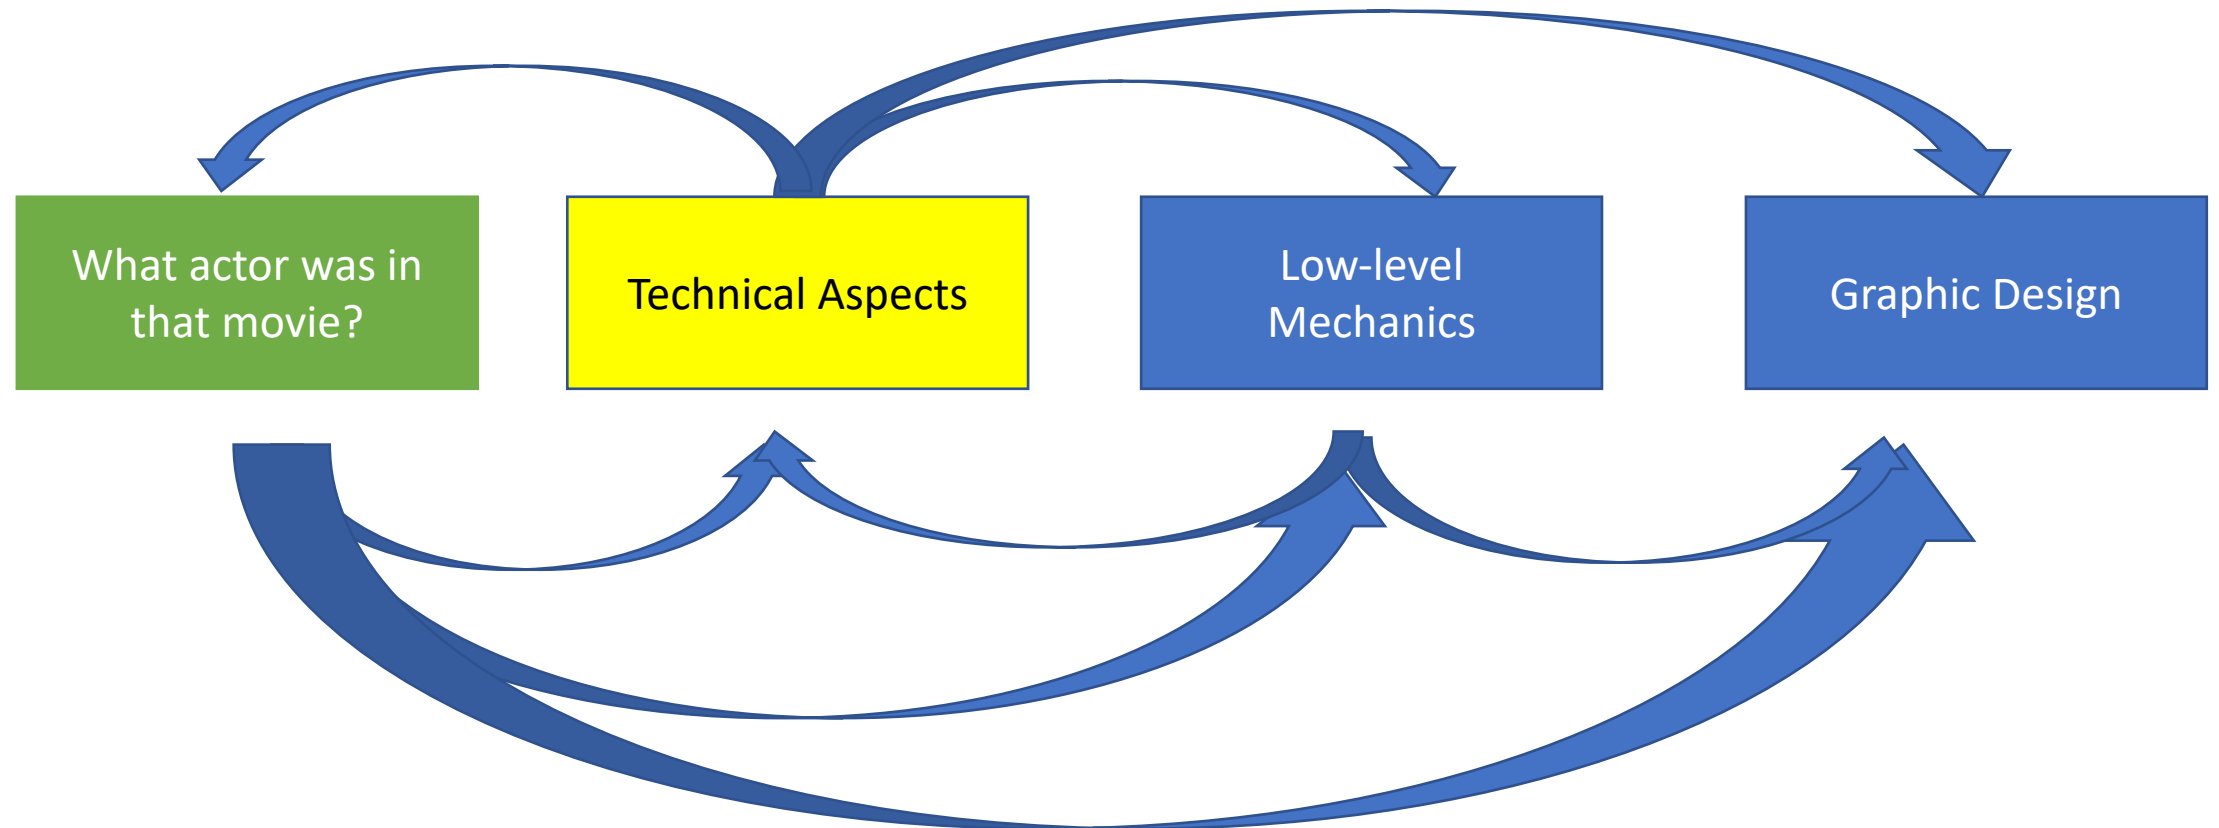 What actor was in
that movie?
Technical Aspects
Low-level
Mechanics
Graphic Design